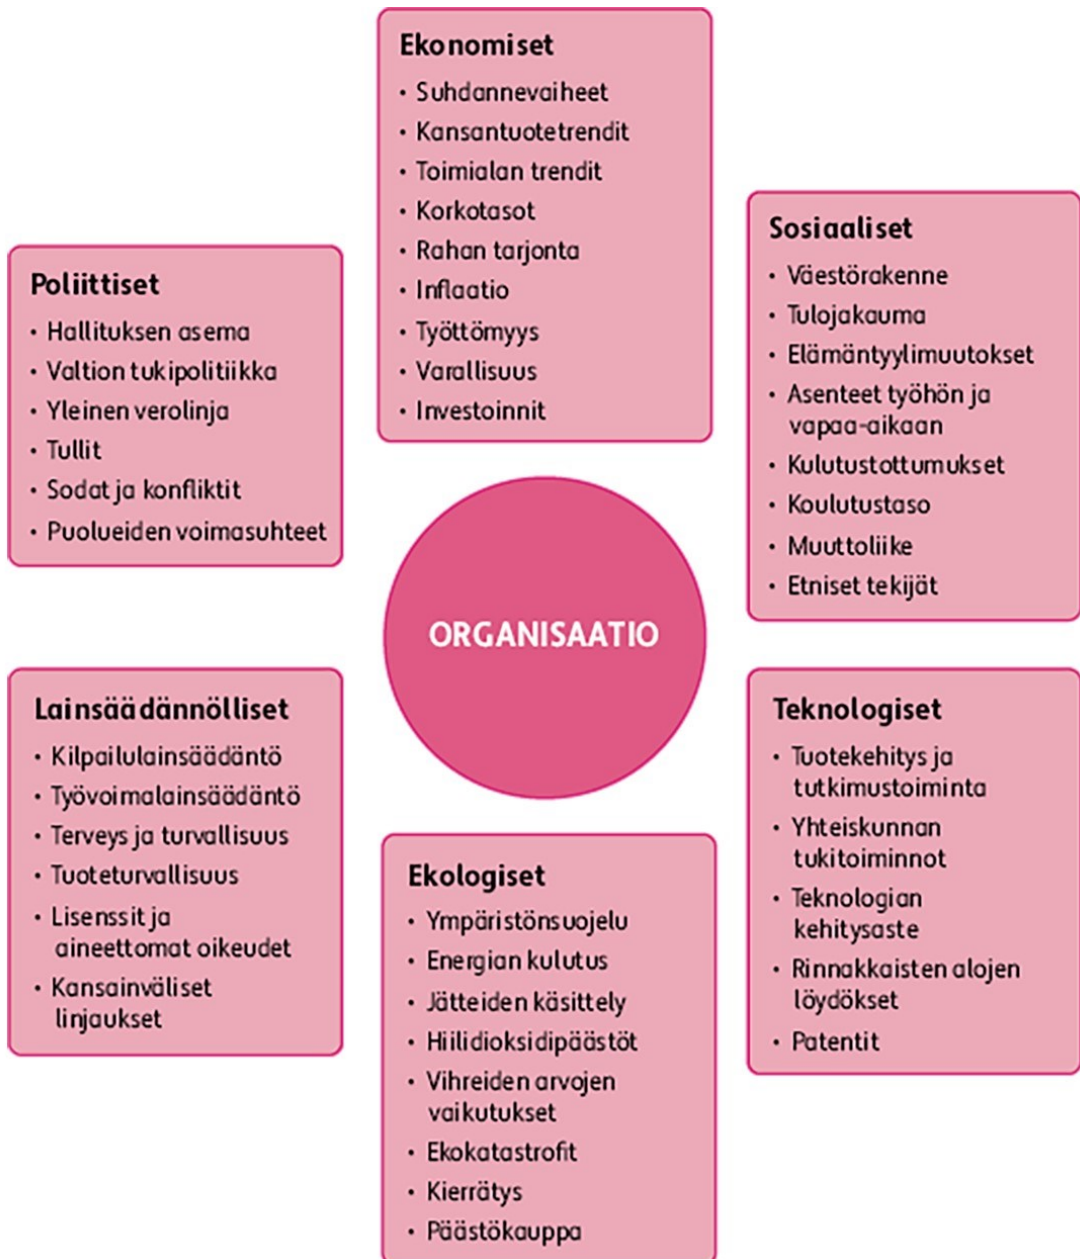 Ekonomiset
• Suhdannevaiheet
• Kansantuotetrendit
• Toimialan trendit
• Korkotasot
• Rahan tarjonta
• Inflaatio
• Työttömyys
• Varallisuus
• Investoinnit
Sosiaaliset
• Väestörakenne
• Tulojakauma
• Elämäntyylimuutokset
• Asenteet työhön ja
vapaa-aikaan
• Kulutustottumukset
• Koulutustaso
• Muuttoliike
• Etniset tekijät
Poliittiset
• Hallituksen asema
• Valtion tukipolitiikka
• Yleinen verolinja
• Tullit
• Sodat ja konfliktit
• Puolueiden voimasuhteet
ORGANISAATIO
Lainsäädännölliset
• Kilpailulainsäädäntö
• Työvoimalainsäädäntö
• Terveys ja turvallisuus
• Tuoteturvallisuus
• Lisenssit ja
aineettomat oikeudet
• Kansainväliset
linjaukset
Teknologiset
• Tuotekehitys ja
tutkimustoiminta
• Yhteiskunnan
tukitoiminnot
• Teknologian
kehitysaste
• Rinnakkaisten alojen
löydökset
• Patentit
Ekologiset
• Ympäristönsuojelu
• Energian kulutus
• Jätteiden käsittely
• Hiilidioksidipäästöt
• Vihreiden arvojen
vaikutukset
• Ekokatastrofit
• Kierrätys
• Päästökauppa